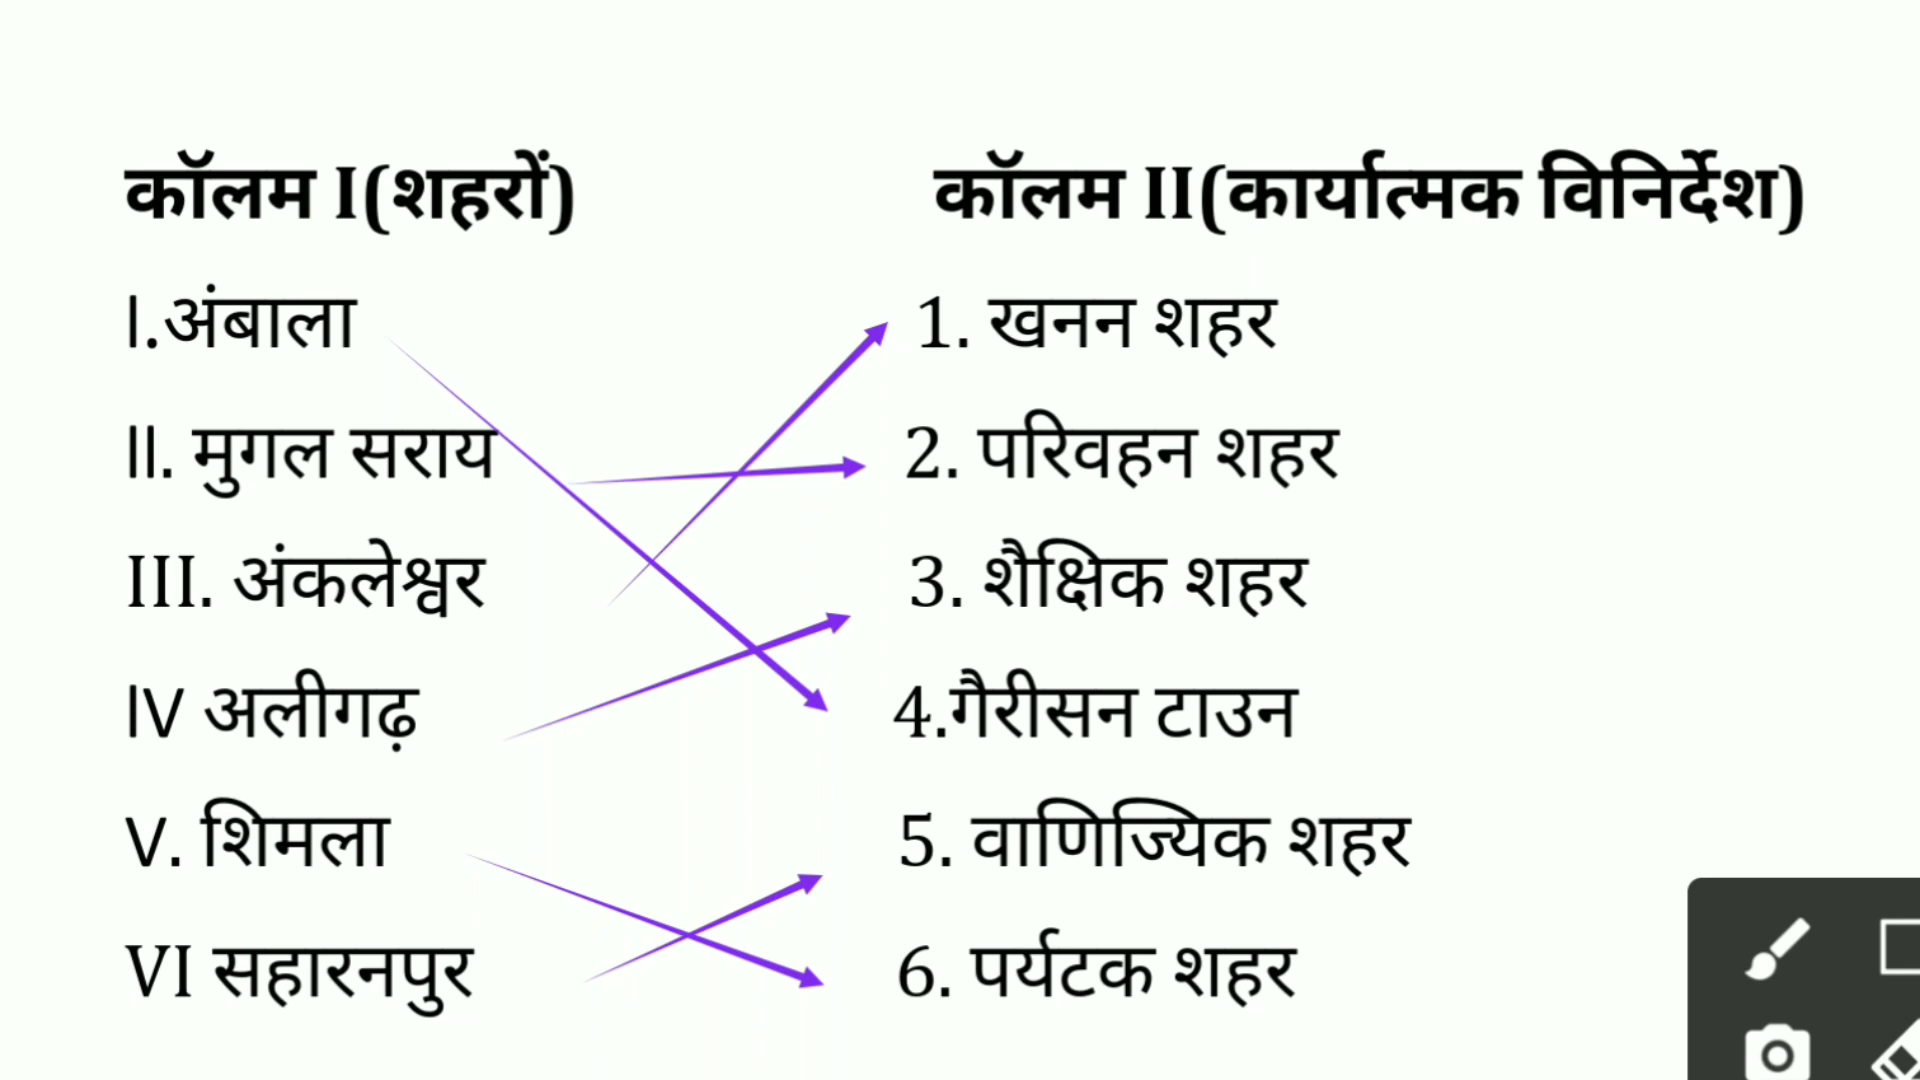 कॉलम I(शहरों) कॉलम II(कार्यात्मक विनिर्देश)
I.अंबाला 1. खनन शहर
II. मुगल सराय 2. परिवहन शहर
III. अंकलेश्वर 3. शैक्षिक शहर
IV अलीगढ़ 4.गैरीसन टाउन
V. शिमला 5. वाणिज्यिक शहर
VI सहारनपुर 6. पर्यटक शहर